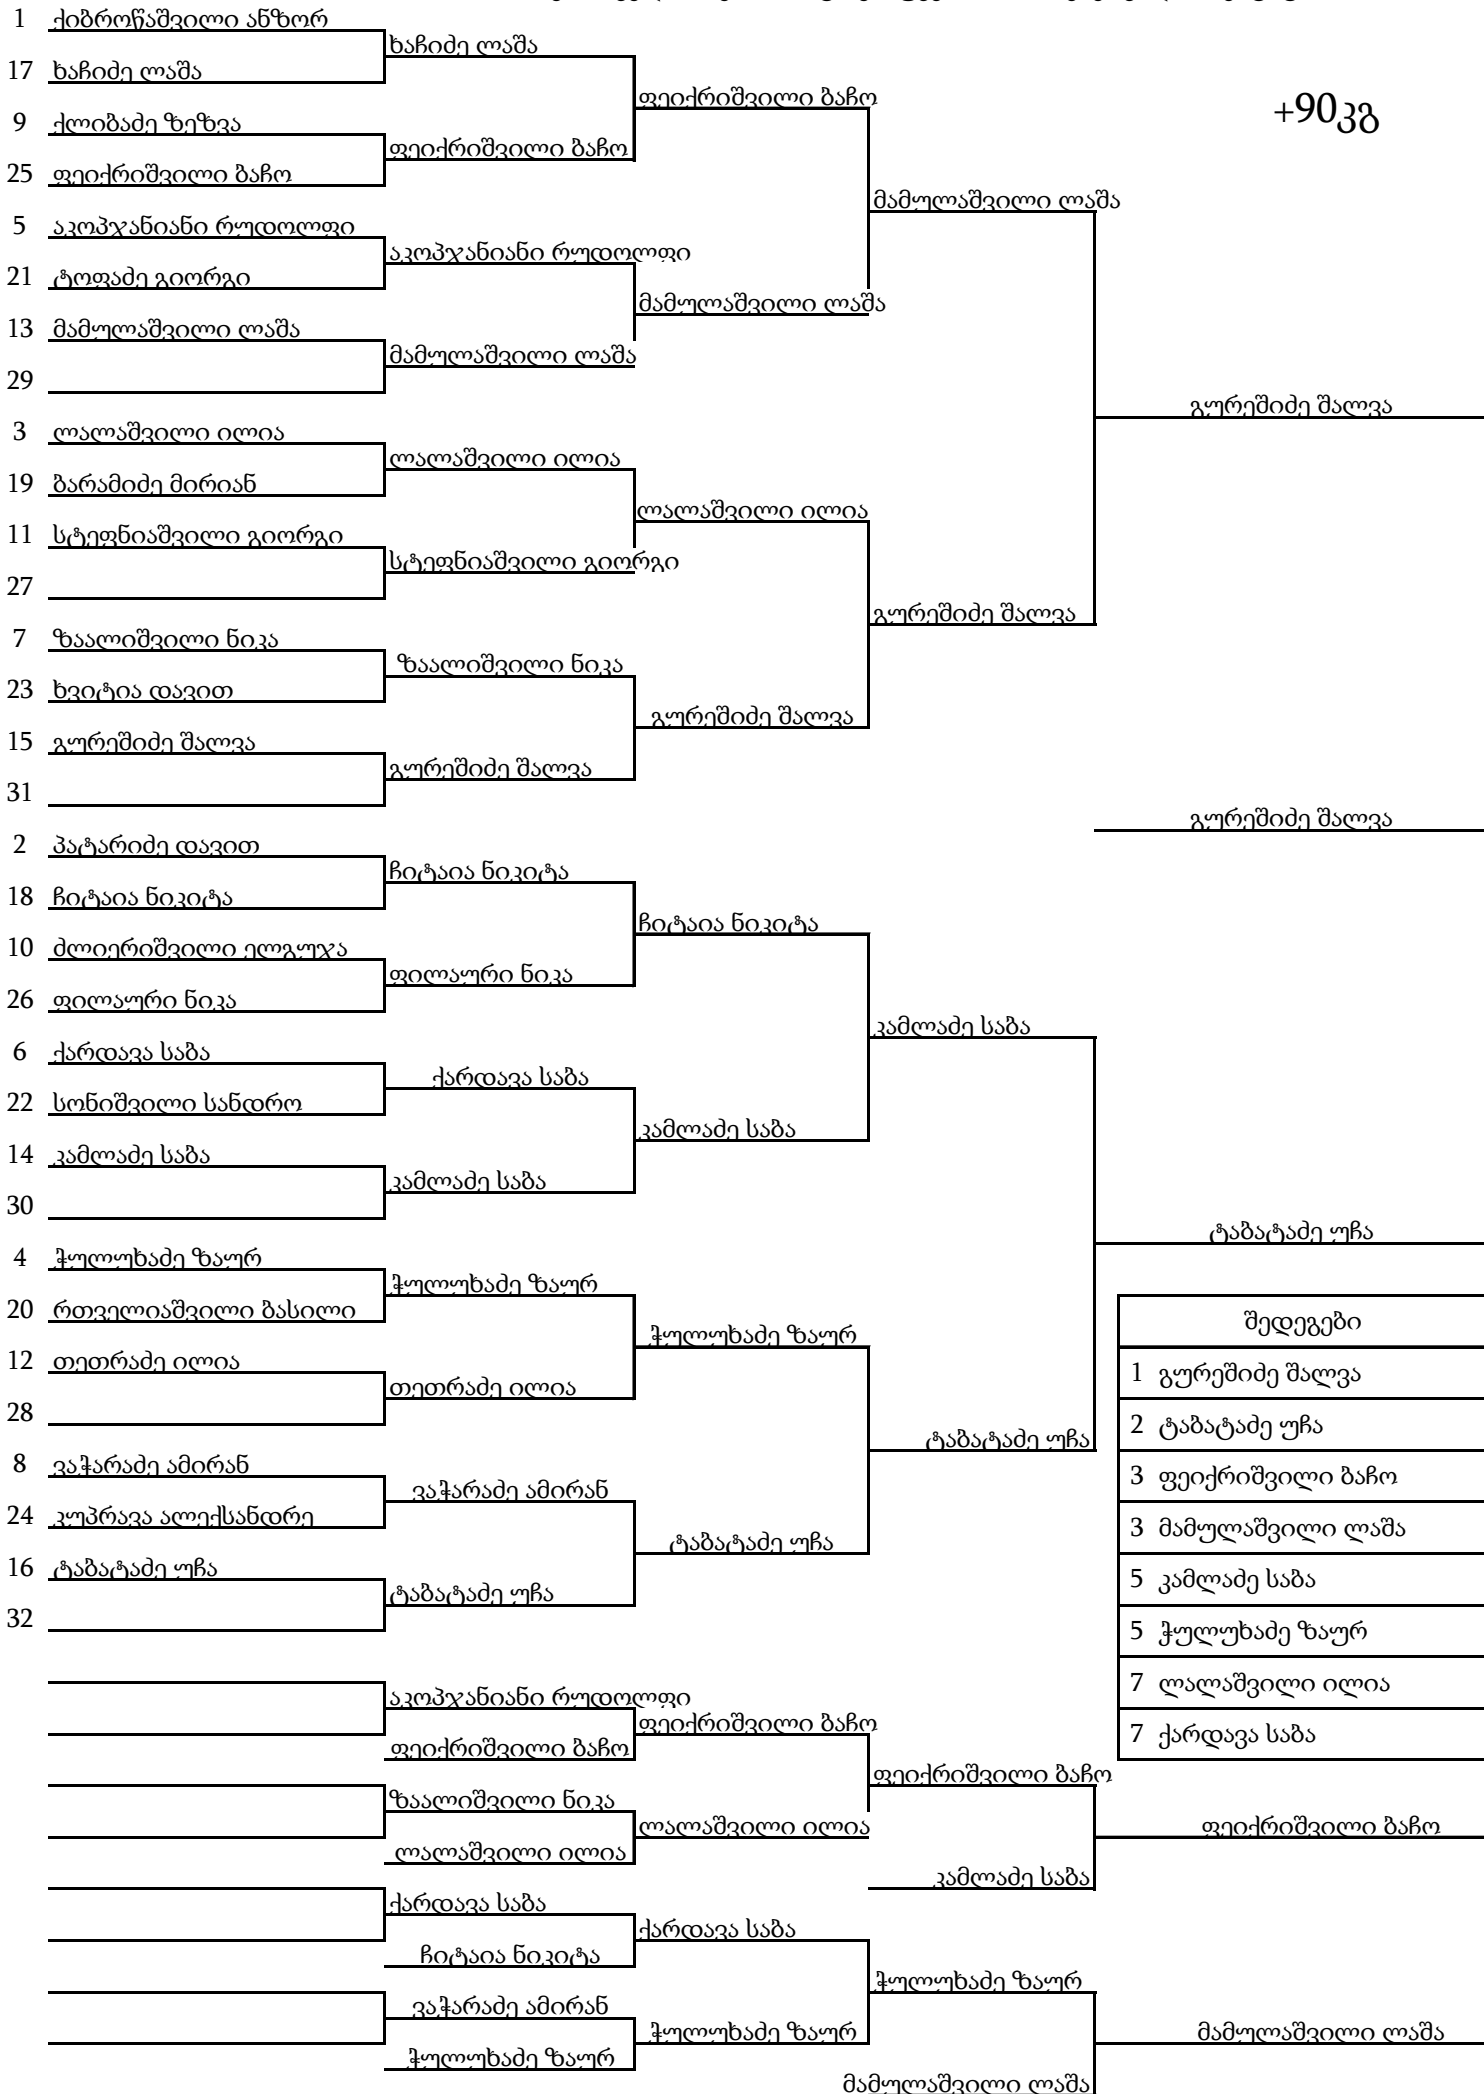 1 ქიბროწაშვილი ანზორ
ხაჩიძე ლაშა
17 ხაჩიძე ლაშა
ფეიქრიშვილი ბაჩო
+90კგ
9 ქლიბაძე ზეზვა
ფეიქრიშვილი ბაჩო
25 ფეიქრიშვილი ბაჩო
მამულაშვილი ლაშა
5 აკოპჯანიანი რუდოლფი
აკოპჯანიანი რუდოლფი
21 ტოფაძე გიორგი
მამულაშვილი ლაშა
13 მამულაშვილი ლაშა
მამულაშვილი ლაშა
29
გურეშიძე შალვა
3 ლალაშვილი ილია
ლალაშვილი ილია
19 ბარამიძე მირიან
ლალაშვილი ილია
11 სტეფნიაშვილი გიორგი
სტეფნიაშვილი გიორგი
27
გურეშიძე შალვა
7 ზაალიშვილი ნიკა
ზაალიშვილი ნიკა
23 ხვიტია დავით
გურეშიძე შალვა
15 გურეშიძე შალვა
გურეშიძე შალვა
31
გურეშიძე შალვა
2 პატარიძე დავით
ჩიტაია ნიკიტა
18 ჩიტაია ნიკიტა
ჩიტაია ნიკიტა
10 ძლიერიშვილი ელგუჯა
ფილაური ნიკა
26 ფილაური ნიკა
კამლაძე საბა
6 ქარდავა საბა
ქარდავა საბა
22 სონიშვილი სანდრო
კამლაძე საბა
14 კამლაძე საბა
კამლაძე საბა
30
ტაბატაძე უჩა
4 ჭულუხაძე ზაურ
ჭულუხაძე ზაურ
20 რთველიაშვილი ბასილი
შედეგები
ჭულუხაძე ზაურ
12 თეთრაძე ილია
1 გურეშიძე შალვა
თეთრაძე ილია
28
2 ტაბატაძე უჩა
ტაბატაძე უჩა
8 ვაჭარაძე ამირან
3 ფეიქრიშვილი ბაჩო
ვაჭარაძე ამირან
24 კუპრავა ალექსანდრე
3 მამულაშვილი ლაშა
ტაბატაძე უჩა
16 ტაბატაძე უჩა
5 კამლაძე საბა
ტაბატაძე უჩა
32
5 ჭულუხაძე ზაურ
7 ლალაშვილი ილია
აკოპჯანიანი რუდოლფი
ფეიქრიშვილი ბაჩო
7 ქარდავა საბა
ფეიქრიშვილი ბაჩო
ფეიქრიშვილი ბაჩო
ზაალიშვილი ნიკა
ლალაშვილი ილია
ფეიქრიშვილი ბაჩო
ლალაშვილი ილია
კამლაძე საბა
ქარდავა საბა
ქარდავა საბა
ჩიტაია ნიკიტა
ჭულუხაძე ზაურ
ვაჭარაძე ამირან
ჭულუხაძე ზაურ
მამულაშვილი ლაშა
ჭულუხაძე ზაურ
მამულაშვილი ლაშა